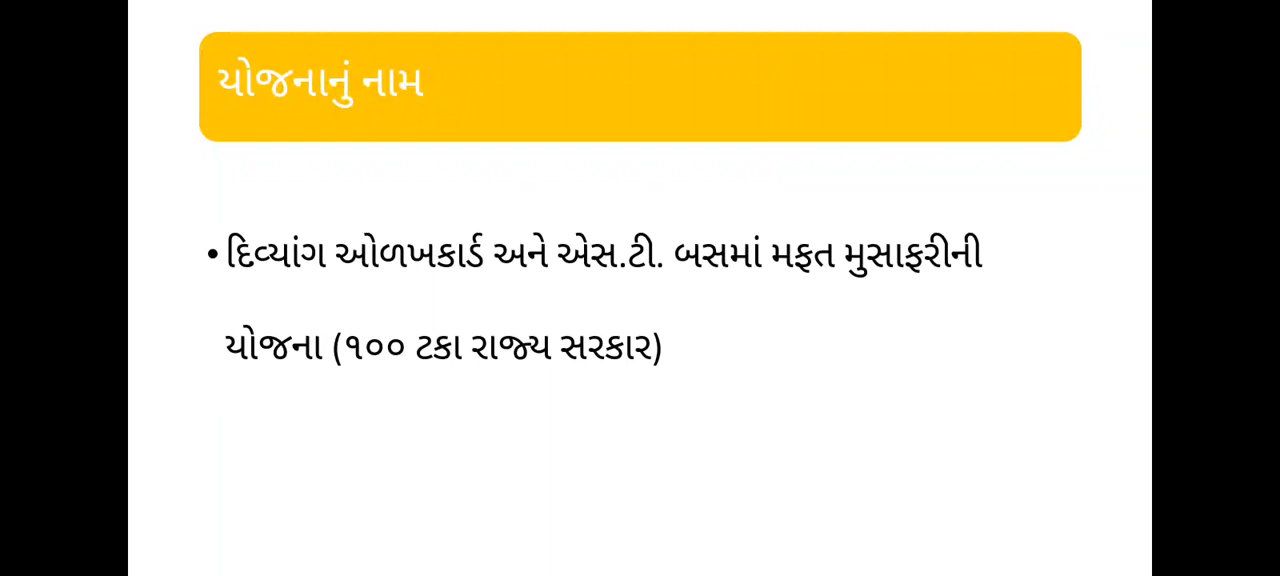 યોજનાનું નામ
• દિવ્યાંગ ઓળખકાર્ડ અને એસ.ટી. બસમાં મફત મુસાફરીની
યોજના (૧૦૦ ટકા રાજ્ય સરકાર)